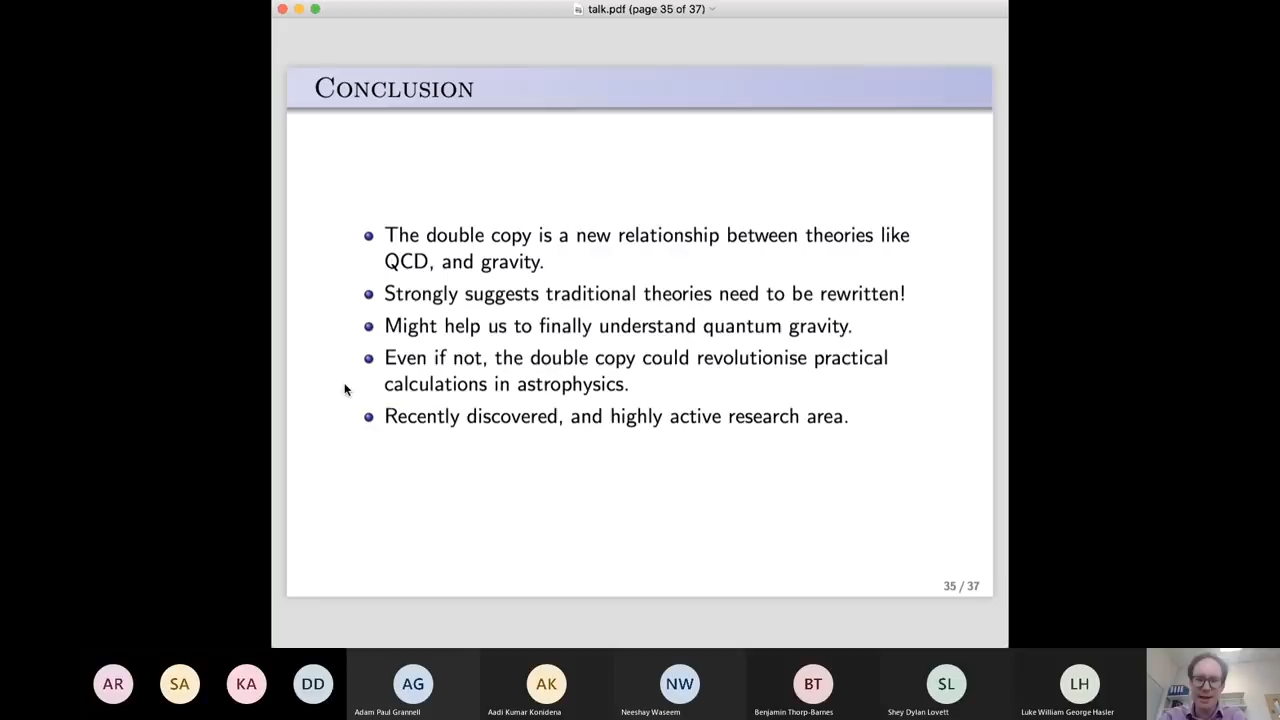 talk.pdf (page 35 of 37)
Conclusion
The double copy is a new relationship between theories like
QCD, and gravity.
Strongly suggests traditional theories need to be rewritten!
Might help us to finally understand quantum gravity.
Even if not, the double copy could revolutionise practical
calculations in astrophysics.
Recently discovered, and highly active research area.
35 / 37
AR
SA
KA
DD
AG
AK
NW
BT
SL
LH
Adam Paul Grannell
Aadi Kumar Konidena
Neeshay Waseem
Benjamin Thorp-Barnes
Shey Dylan Lovett
Luke William George Hasler